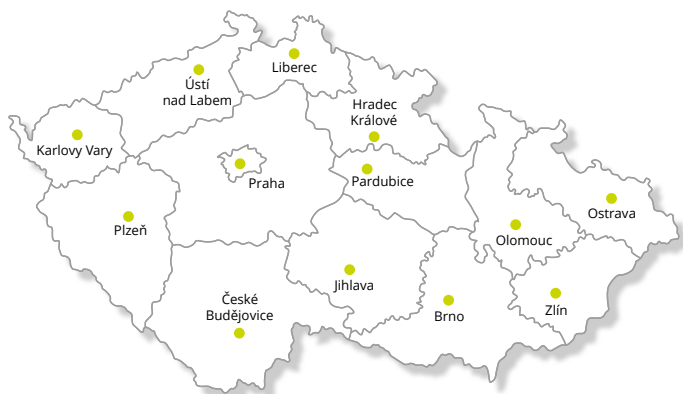 Liberec
Ústí
nad Labem
Hradec
Králové
Karlovy Vary
Praha
Pardubice
Plzeň
Ostrava
Olomouc
Jihlava
České
Budějovice
Brno
Zlín